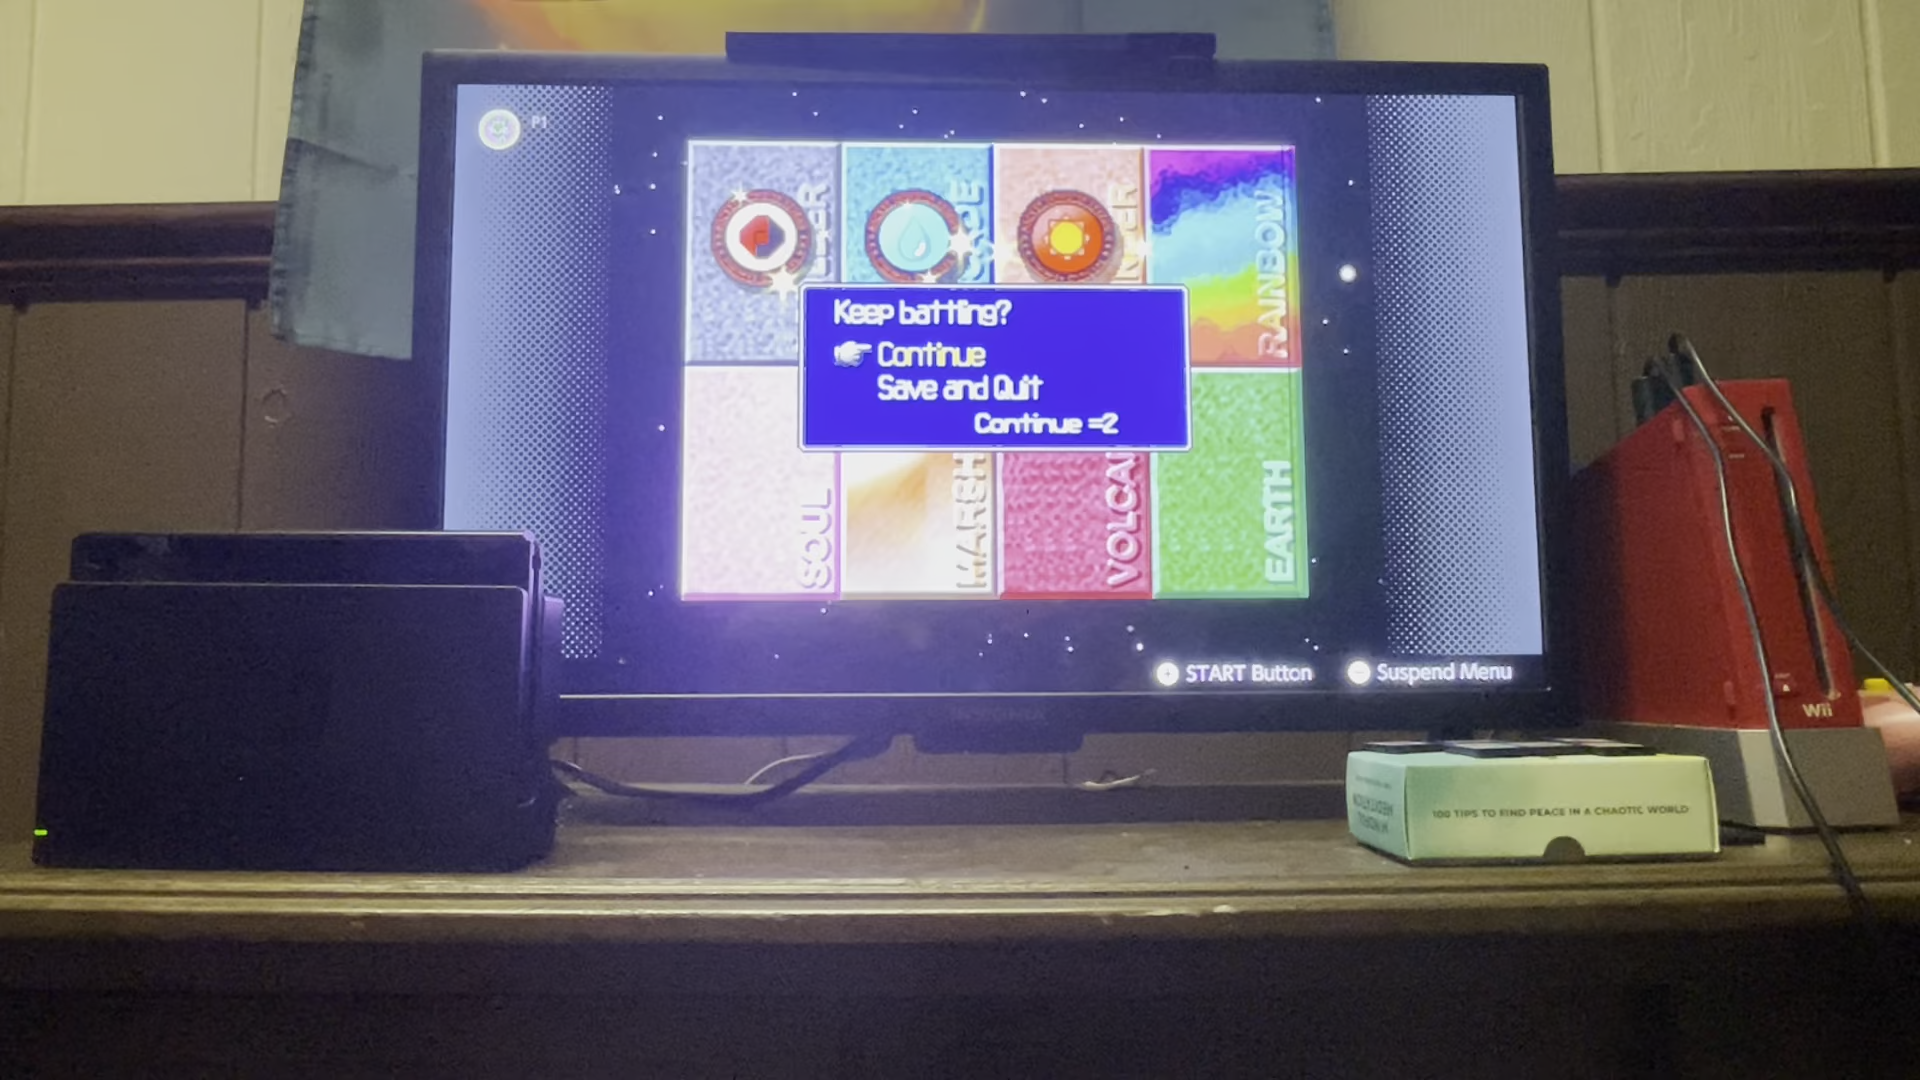 P1
RAINBOW
Keep battling?
Continue
Save and Quit
Continue =2
SOUL
MARSH
VOLCA
EARTH
START Button
Suspend Menu
Wii
100 TIPS TO FIND PEACE IN A CHAOTIC WORLD